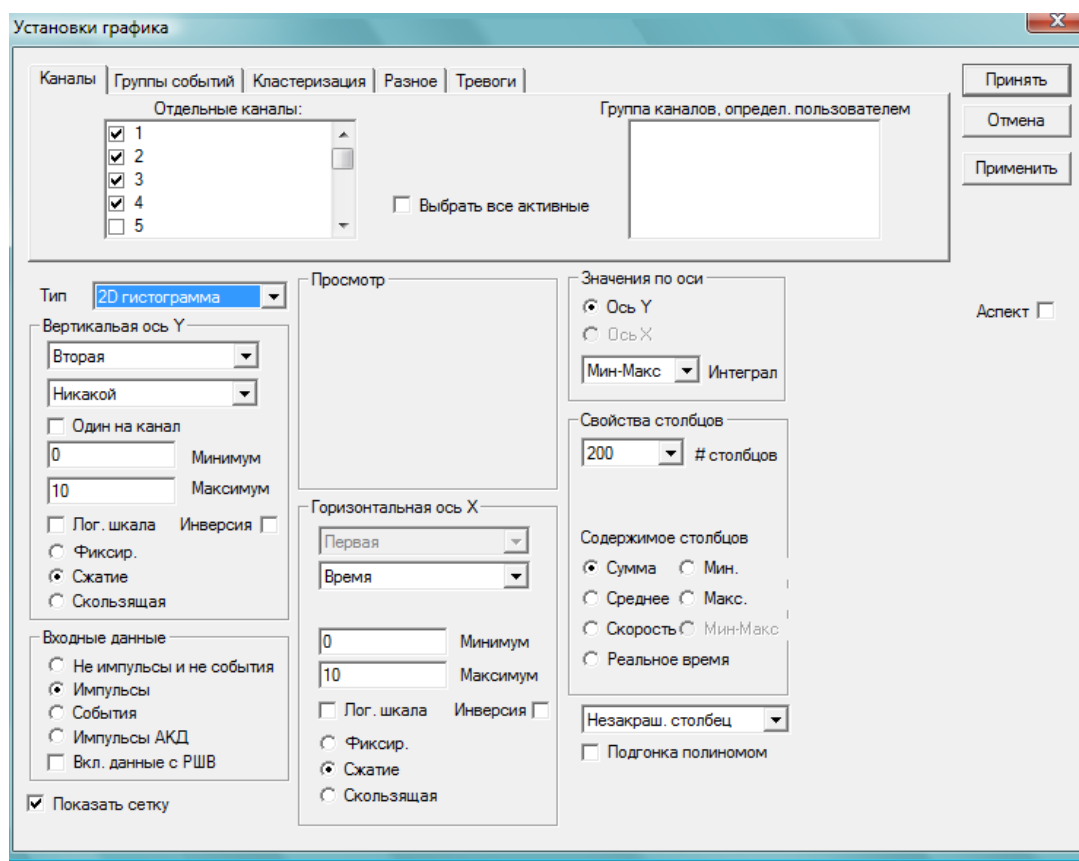 Установки графика
Каналы Группы событий Кластеризация Разное Тревоги
Принять
Отмена
Применить
Отдельные каналы:
1
2
3
4
5
Выбрать все активные
Группа каналов, определ. пользователем
Тип 2D гистограмма
Вертикальая ось Y
Вторая
Никакой
Один на канал
0 Минимум
10 Максимум
Лог. шкала Инверсия
Фиксир.
Сжатие
Скользящая
Входные данные
Не импульсы и не события
Импульсы
События
Импульсы АКД
Вкл. данные с РШВ
Показать сетку
Просмотр
Горизонтальная ось X
Первая
Время
0 Минимум
10 Максимум
Лог. шкала Инверсия
Фиксир.
Сжатие
Скользящая
Значения по оси
Ось Y
Ось X
Мин-Макс Интеграл
Свойства столбцов
200 # столбцов
Содержимое столбцов
Сумма Мин.
Среднее Макс.
Скорость Мин-Макс
Реальное время
Незакраш. столбец
Подгонка полиномом
Аспект